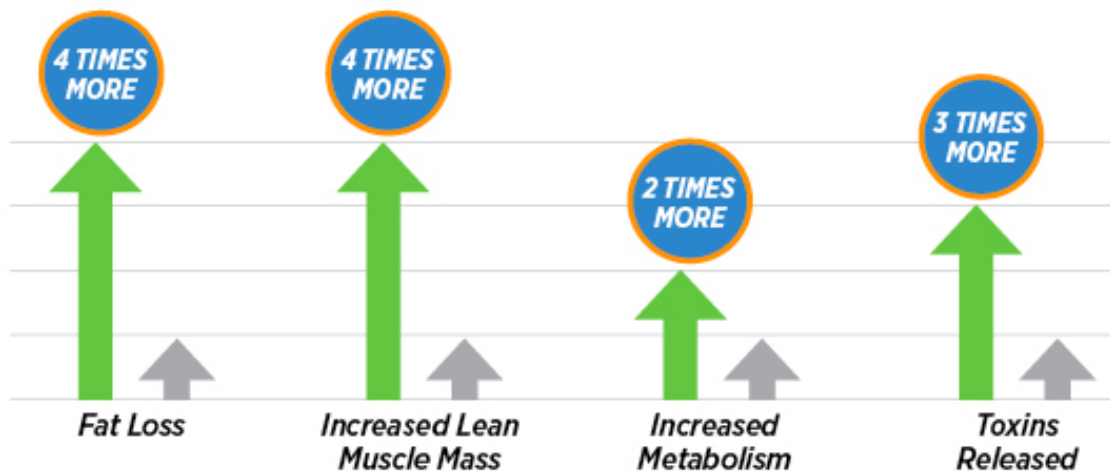 4 TIMES
MORE
4 TIMES
MORE
2 TIMES
MORE
3 TIMES
MORE
Fat Loss
Increased Lean
Muscle Mass
Increased
Metabolism
Toxins
Released